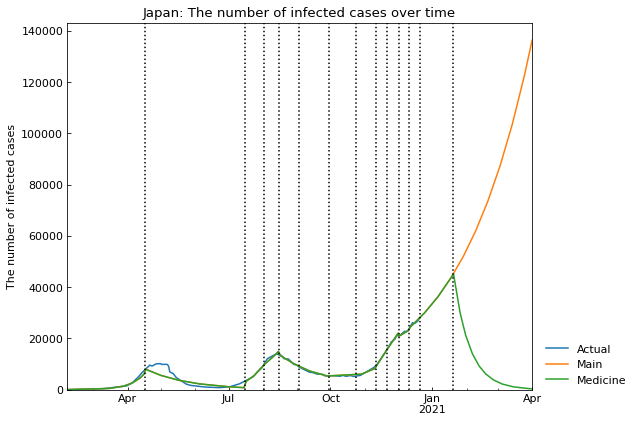 Japan: The number of infected cases over time
The number of infected cases
140000
120000
100000
80000
60000
40000
20000
0
Apr
Jul
Oct
Jan
2021
Apr
Actual
Main
Medicine